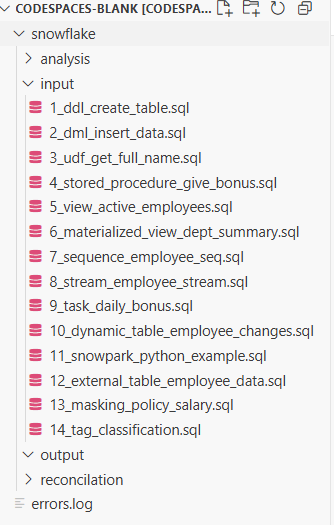 CODESPACES-BLANK [CODESPA...
snowflake
analysis
input
1_ddl_create_table.sql
2_dml_insert_data.sql
3_udf_get_full_name.sql
4_stored_procedure_give_bonus.sql
5_view_active_employees.sql
6_materialized_view_dept_summary.sql
7_sequence_employee_seq.sql
8_stream_employee_stream.sql
9_task_daily_bonus.sql
10_dynamic_table_employee_changes.sql
11_snowpark_python_example.sql
12_external_table_employee_data.sql
13_masking_policy_salary.sql
14_tag_classification.sql
output
reconcilation
errors.log